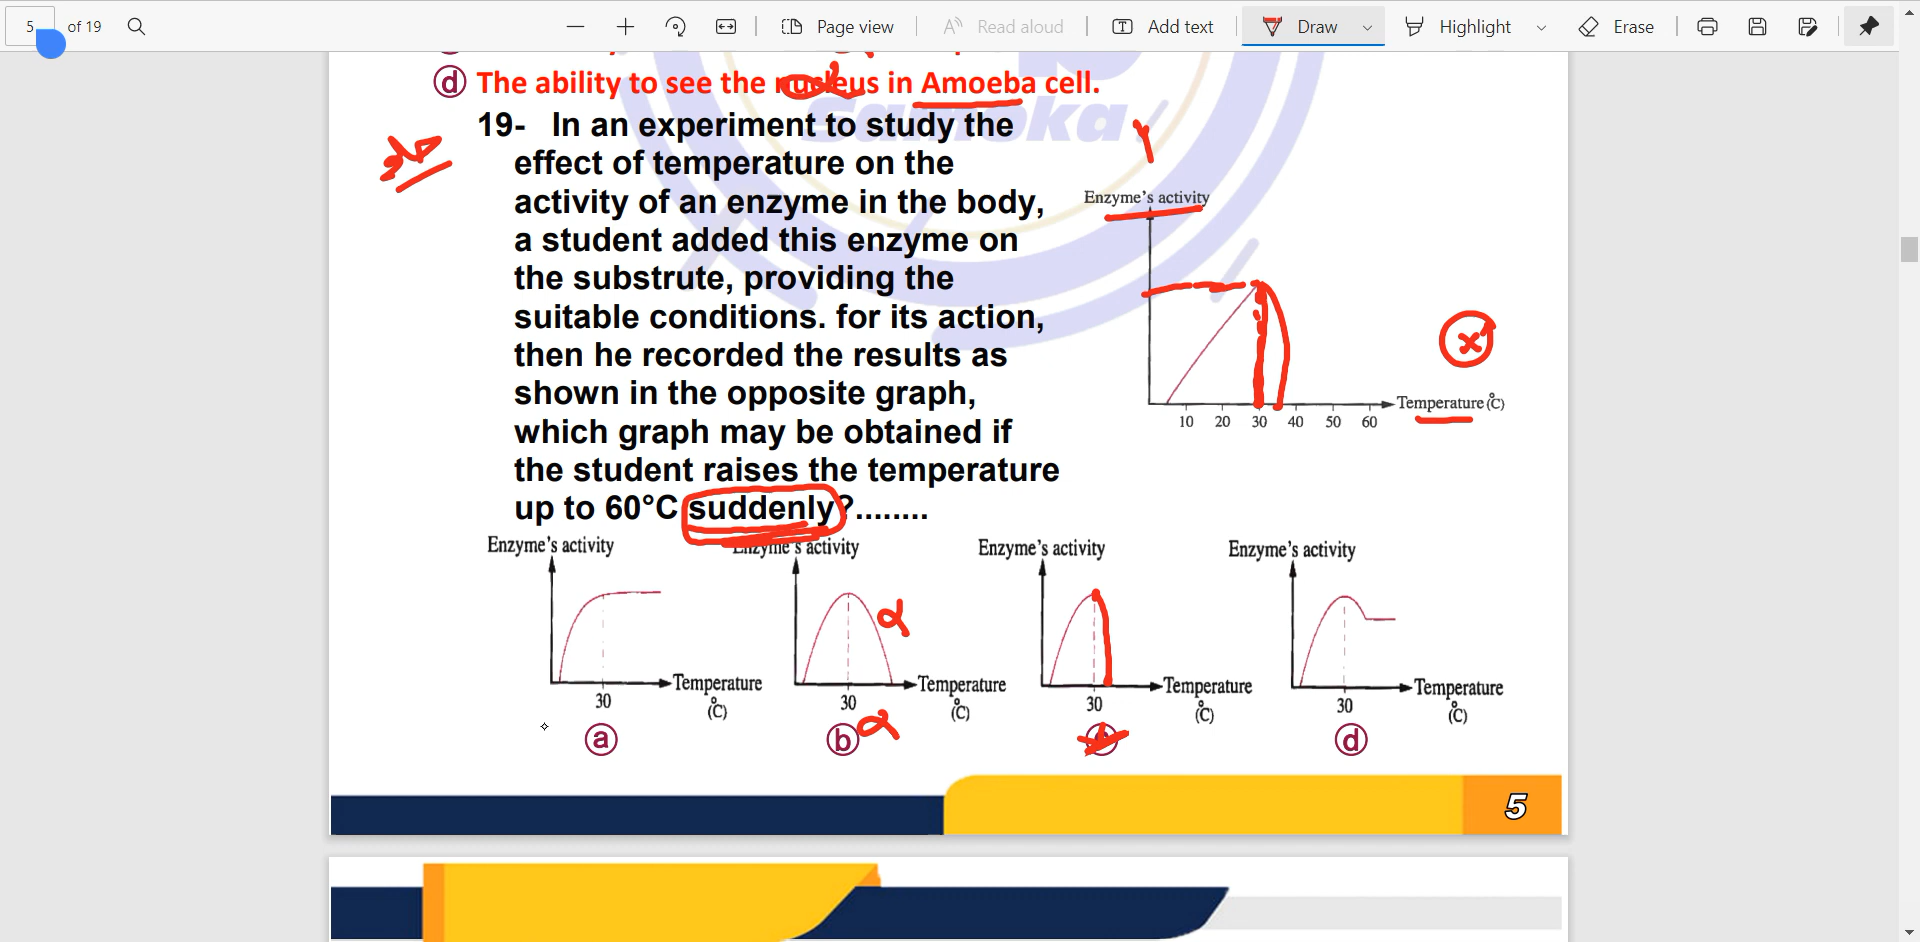 5 of 19 Page view Read aloud Add text Draw Highlight Erase
d The ability to see the nucleus in Amoeba cell.
19- In an experiment to study the
effect of temperature on the
activity of an enzyme in the body,
a student added this enzyme on
the substrute, providing the
suitable conditions. for its action,
then he recorded the results as
shown in the opposite graph,
which graph may be obtained if
the student raises the temperature
up to 60°C suddenly?........
Enzyme's activity
Y
X
Temperature (°C)
10 20 30 40 50 60
Enzyme's activity Enzyme's activity Enzyme's activity Enzyme's activity
Temperature Temperature Temperature Temperature
30 30 30 30
(°C) (°C) (°C) (°C)
a b d
5